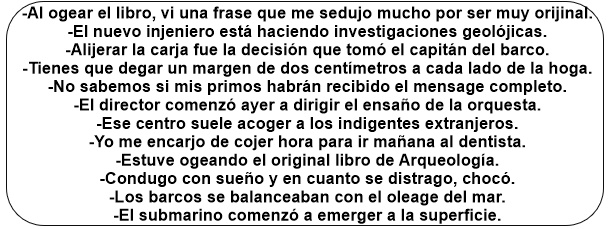 -Al ogear el libro, vi una frase que me sedujo mucho por ser muy orijinal.
-El nuevo injeniero está haciendo investigaciones geolójicas.
-Alijerar la carja fue la decisión que tomó el capitán del barco.
-Tienes que degar un margen de dos centímetros a cada lado de la hoga.
-No sabemos si mis primos habrán recibido el mensage completo.
-El director comenzó ayer a dirigir el ensaño de la orquesta.
-Ese centro suele acoger a los indigentes extranjeros.
-Yo me encarjo de cojer hora para ir mañana al dentista.
-Estuve ogeando el original libro de Arqueología.
-Condugo con sueño y en cuanto se distrago, chocó.
-Los barcos se balanceaban con el oleage del mar.
-El submarino comenzó a emerger a la superficie.